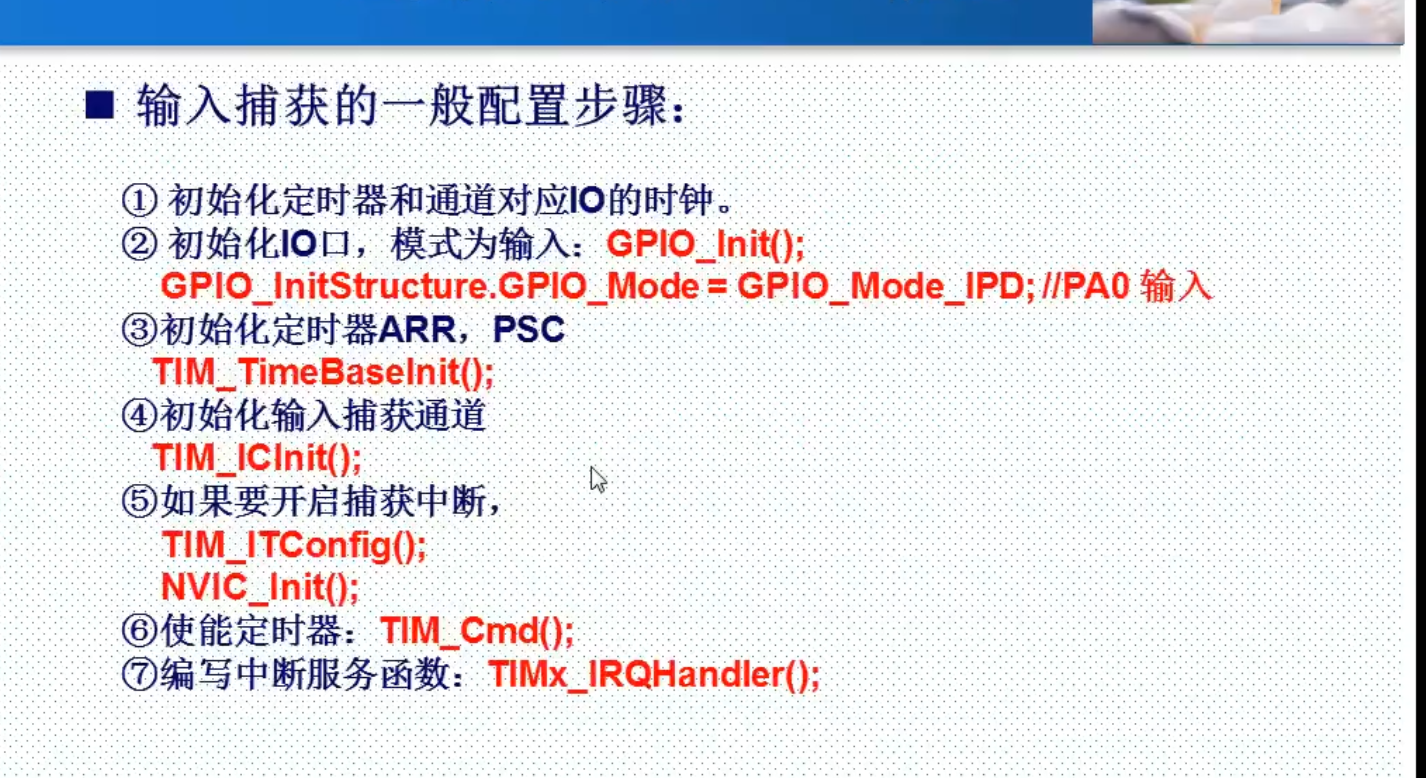 ■ 输入捕获的一般配置步骤：
① 初始化定时器和通道对应IO的时钟。
② 初始化IO口，模式为输入：GPIO_Init();
GPIO_InitStructure.GPIO_Mode = GPIO_Mode_IPD; //PA0 输入
③初始化定时器ARR，PSC
TIM_TimeBaseInit();
④初始化输入捕获通道
TIM_ICInit();
⑤如果要开启捕获中断，
TIM_ITConfig();
NVIC_Init();
⑥使能定时器：TIM_Cmd();
⑦编写中断服务函数：TIMx_IRQHandler();